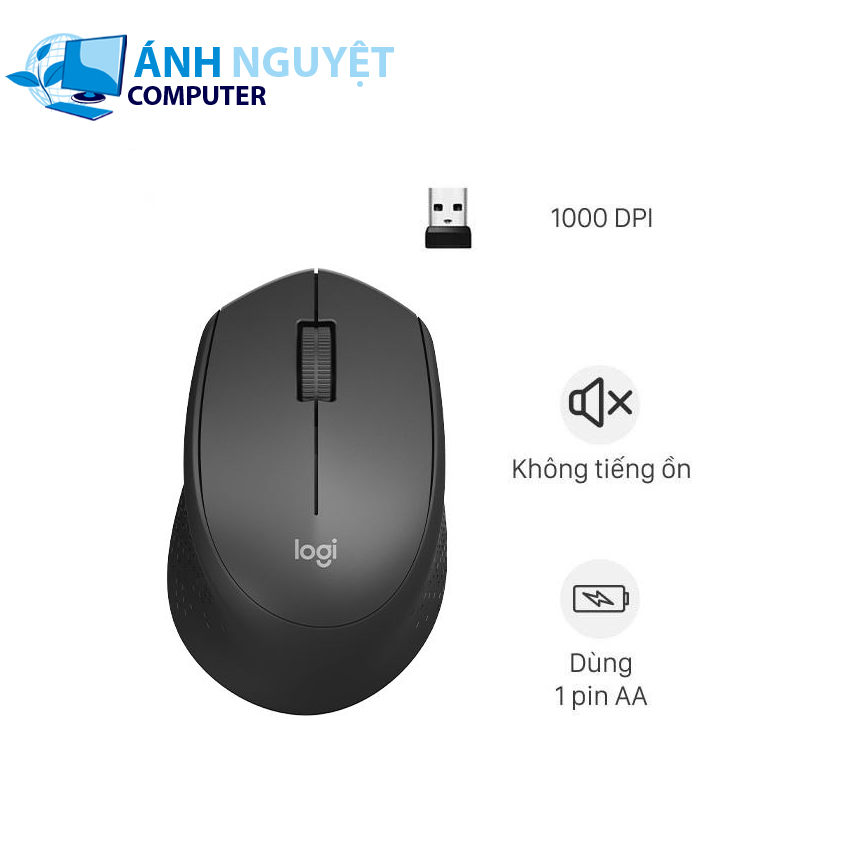 ÁNH NGUYỆT
COMPUTER
1000 DPI
logi
Không tiếng ồn
Dùng
1 pin AA